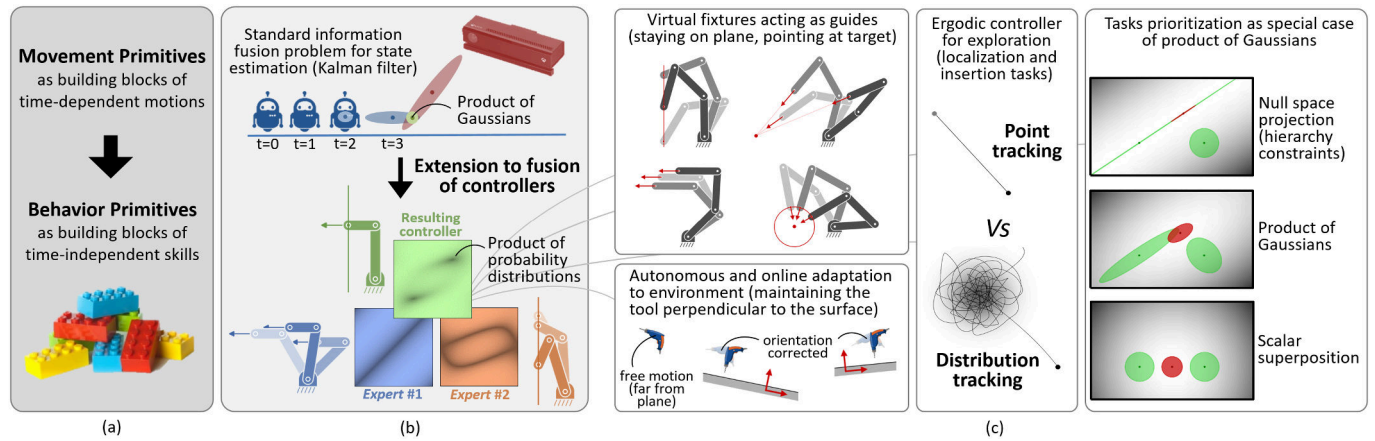 Movement Primitives
as building blocks of
time-dependent motions
Behavior Primitives
as building blocks of
time-independent skills
(a)
Standard information
fusion problem for state
estimation (Kalman filter)
Product of
Gaussians
t=0
t=1
t=2
t=3
Extension to fusion
of controllers
Resulting
controller
Product of
probability
distributions
Expert #1
Expert #2
(b)
Virtual fixtures acting as guides
(staying on plane, pointing at target)
Autonomous and online adaptation
to environment (maintaining the
tool perpendicular to the surface)
orientation
corrected
free motion
(far from
plane)
Ergodic controller
for exploration
(localization and
insertion tasks)
Point
tracking
Vs
Distribution
tracking
(c)
Tasks prioritization as special case
of product of Gaussians
Null space
projection
(hierarchy
constraints)
Product
of Gaussians
Scalar
superposition